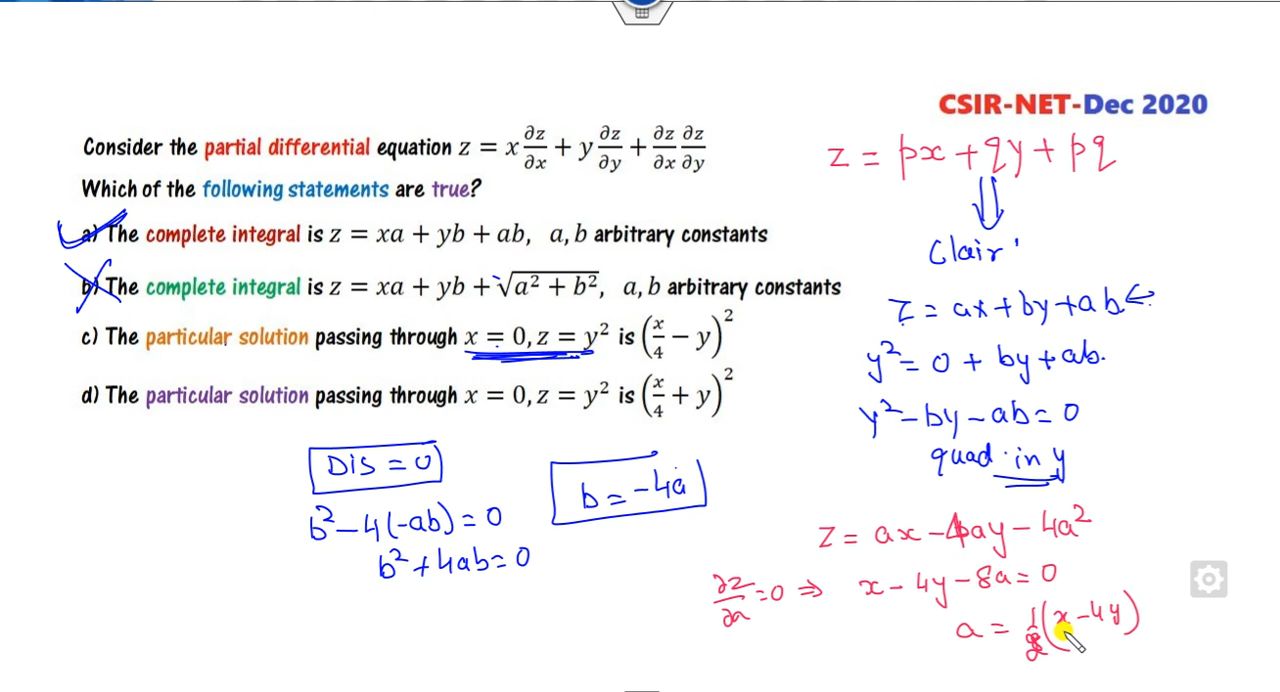 CSIR-NET-Dec 2020
Consider the partial differential equation z = x ∂z/∂x + y ∂z/∂y + ∂z/∂x ∂z/∂y
Which of the following statements are true?
a) The complete integral is z = xa + yb + ab, a, b arbitrary constants
b) The complete integral is z = xa + yb + √(a² + b²), a, b arbitrary constants
c) The particular solution passing through x = 0, z = y² is (x/4 − y)²
d) The particular solution passing through x = 0, z = y² is (x/4 + y)²
z = px + qy + pq
⇓
Clair'
z = ax + by + ab ←
y² = 0 + by + ab.
y² − by − ab = 0
quad. in y
Dis = 0
b² − 4(−ab) = 0
b² + 4ab = 0
b = −4a
z = ax − 4ay − 4a²
∂z/∂a = 0 ⇒ x − 4y − 8a = 0
a = 1/8 (x − 4y)